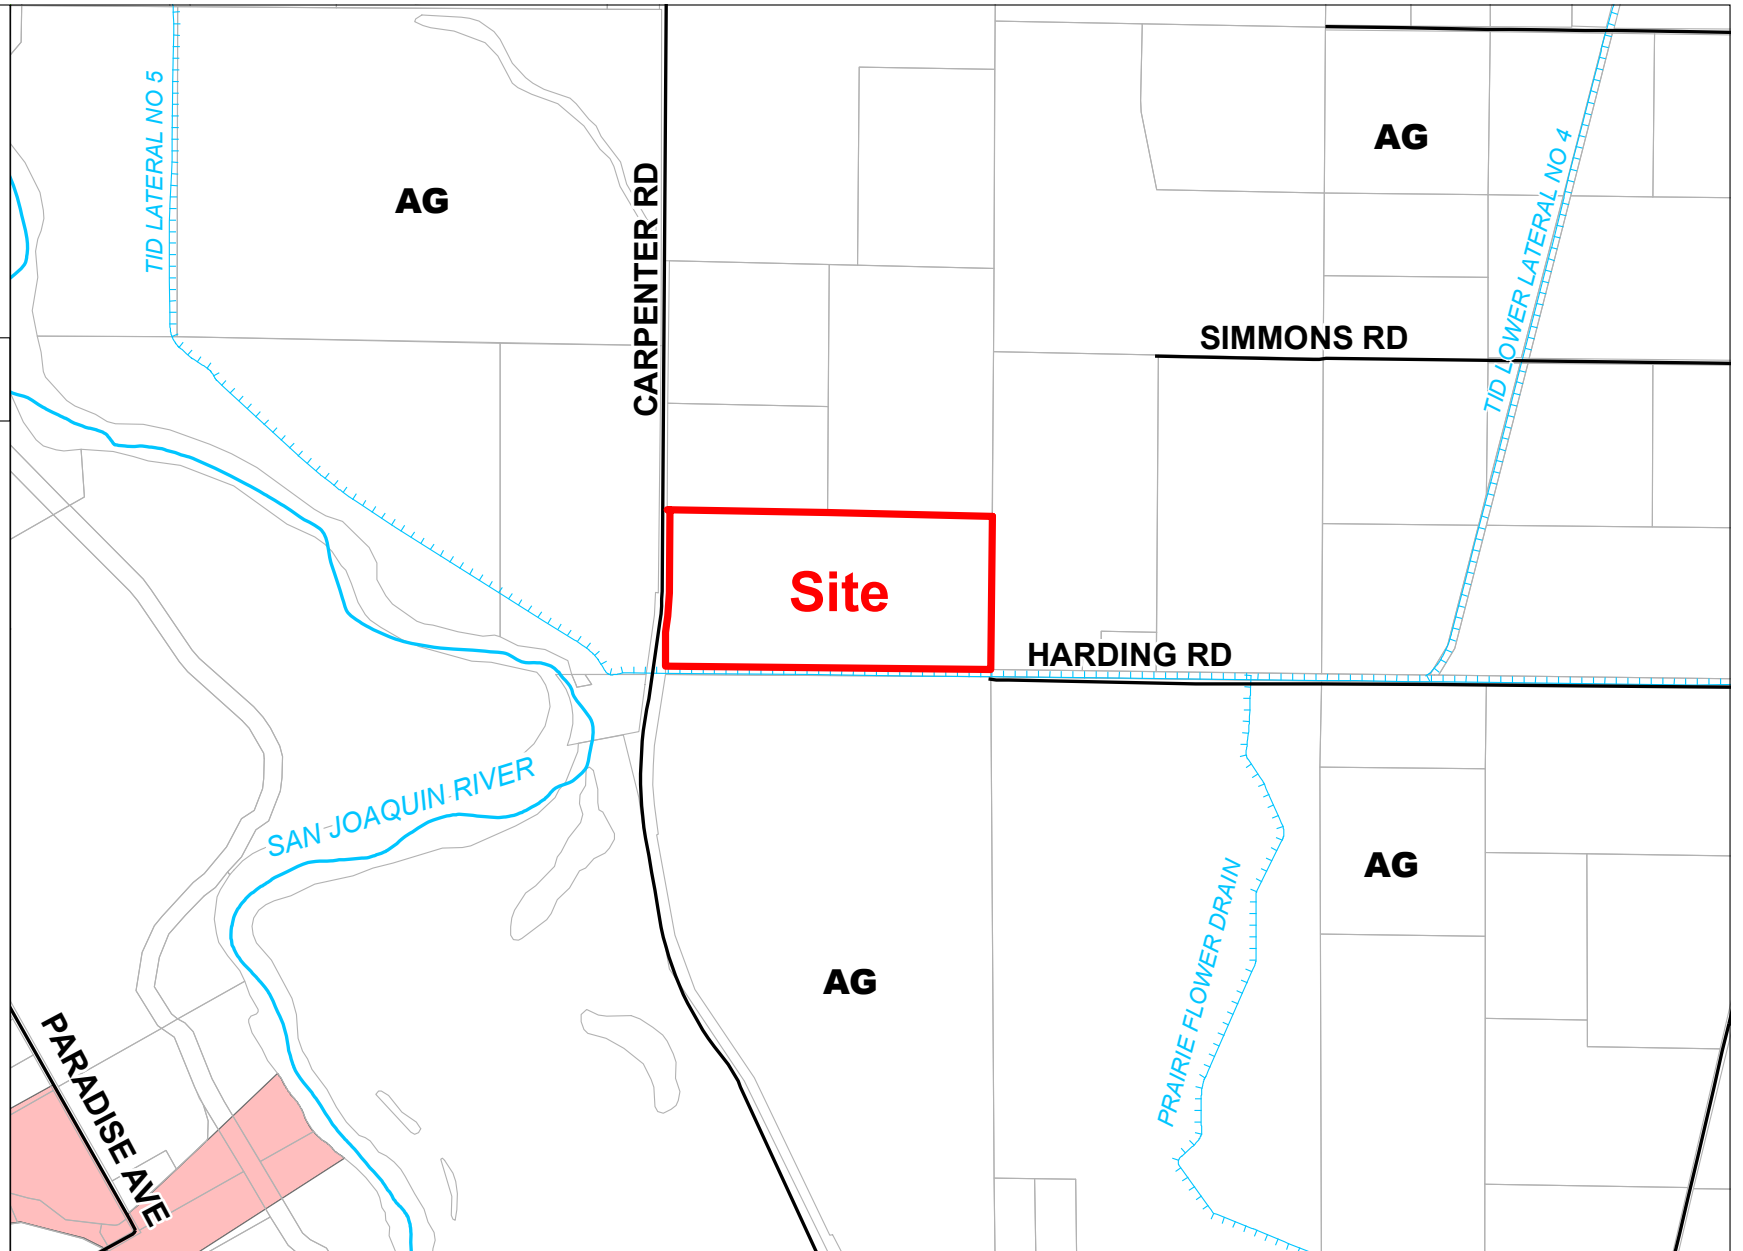 TID LATERAL NO 5
AG
CARPENTER RD
AG
TID LOWER LATERAL NO 4
SIMMONS RD
Site
HARDING RD
SAN JOAQUIN RIVER
AG
PRAIRIE FLOWER DRAIN
AG
PARADISE AVE